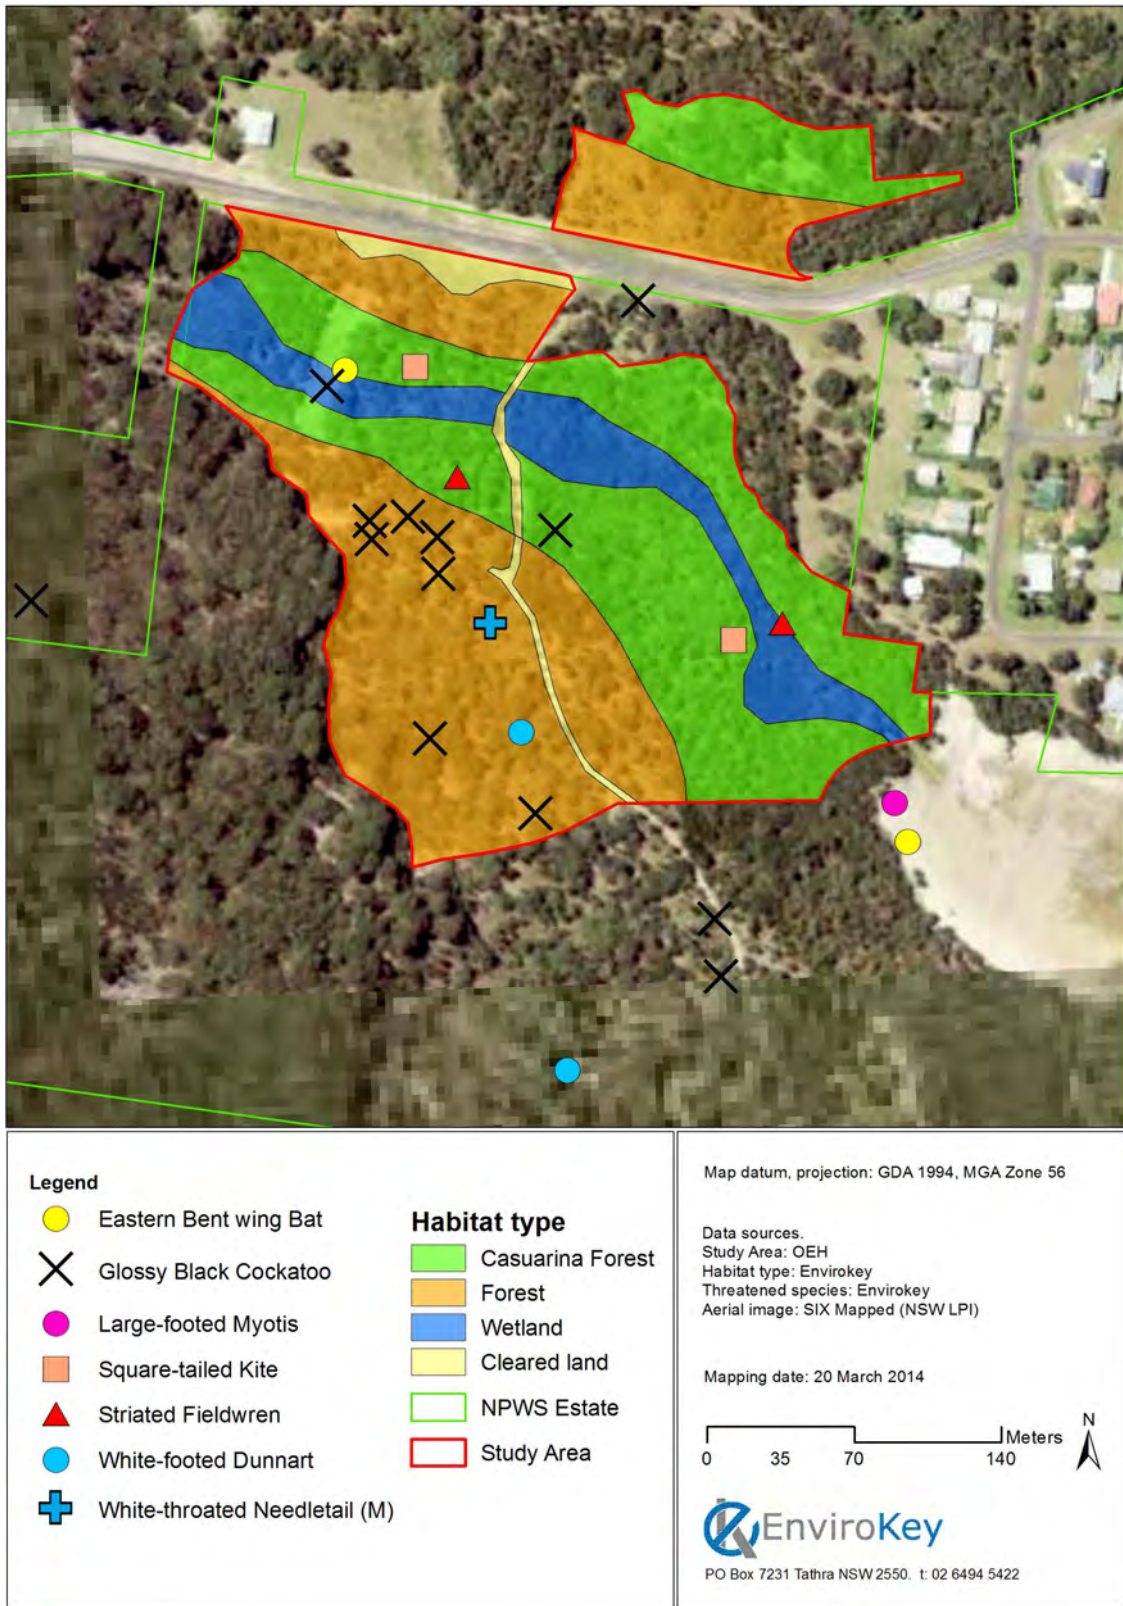 Legend
Eastern Bent wing Bat
Glossy Black Cockatoo
Large-footed Myotis
Square-tailed Kite
Striated Fieldwren
White-footed Dunnart
White-throated Needletail (M)
Habitat type
Casuarina Forest
Forest
Wetland
Cleared land
NPWS Estate
Study Area
Map datum, projection: GDA 1994, MGA Zone 56
Data sources.
Study Area: OEH
Habitat type: Envirokey
Threatened species: Envirokey
Aerial image: SIX Mapped (NSW LPI)
Mapping date: 20 March 2014
Meters
0 35 70 140
N
EnviroKey
PO Box 7231 Tathra NSW 2550. t: 02 6494 5422